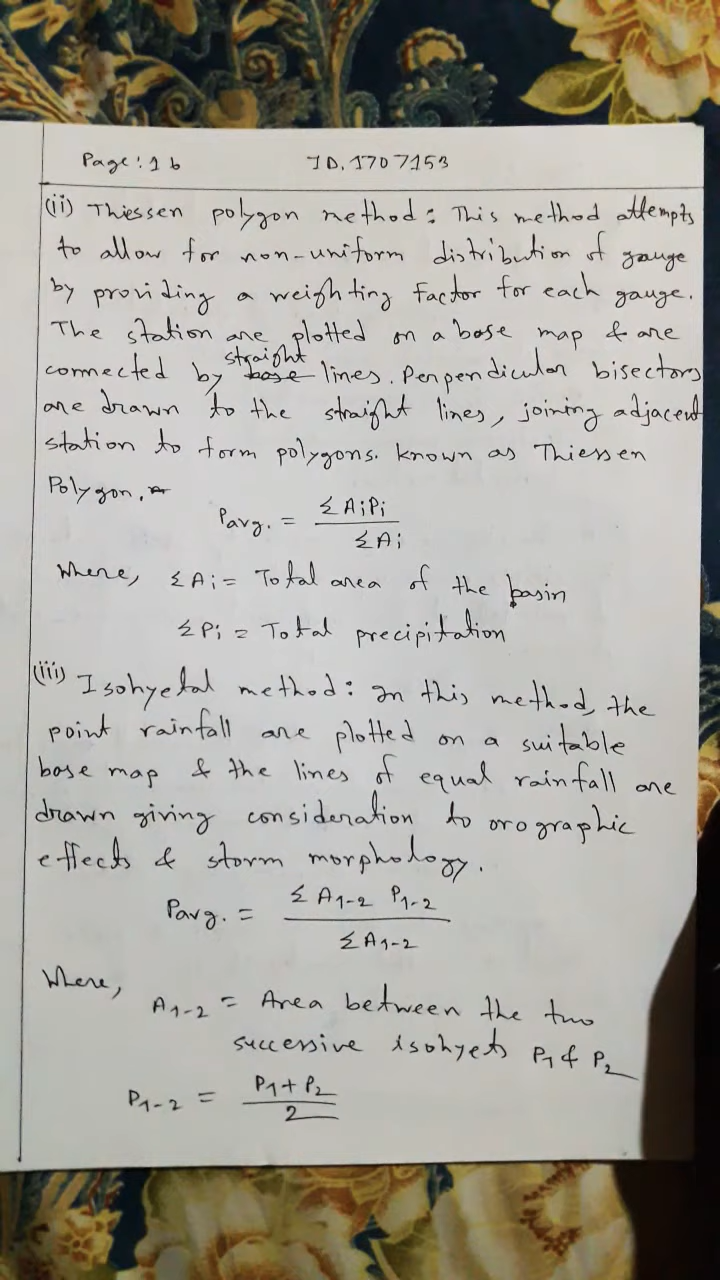 Page: 16 ID. 1707153
(ii) Thiessen polygon method: This method attempts
to allow for non-uniform distribution of gauge
by providing a weighting factor for each gauge.
The station are plotted on a base map & are
connected by base straight lines. Perpendicular bisectors
are drawn to the straight lines, joining adjacent
station to form polygons. Known as Thiessen
Polygon.
Pavg. = ΣAiPi / ΣAi
Where, ΣAi = Total area of the basin
ΣPi = Total precipitation
(iii) Isohyetal method: In this method, the
point rainfall are plotted on a suitable
base map & the lines of equal rainfall are
drawn giving consideration to orographic
effects & storm morphology.
Pavg. = ΣA1-2 P1-2 / ΣA1-2
Where,
A1-2 = Area between the two
successive isohyets P1 & P2
P1-2 = P1+P2 / 2